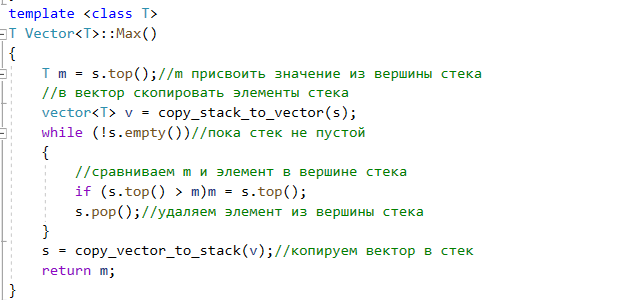 template <class T>
T Vector<T>::Max()
{
T m = s.top();//m присвоить значение из вершины стека
//в вектор скопировать элементы стека
vector<T> v = copy_stack_to_vector(s);
while (!s.empty())//пока стек не пустой
{
//сравниваем m и элемент в вершине стека
if (s.top() > m)m = s.top();
s.pop();//удаляем элемент из вершины стека
}
s = copy_vector_to_stack(v);//копируем вектор в стек
return m;
}